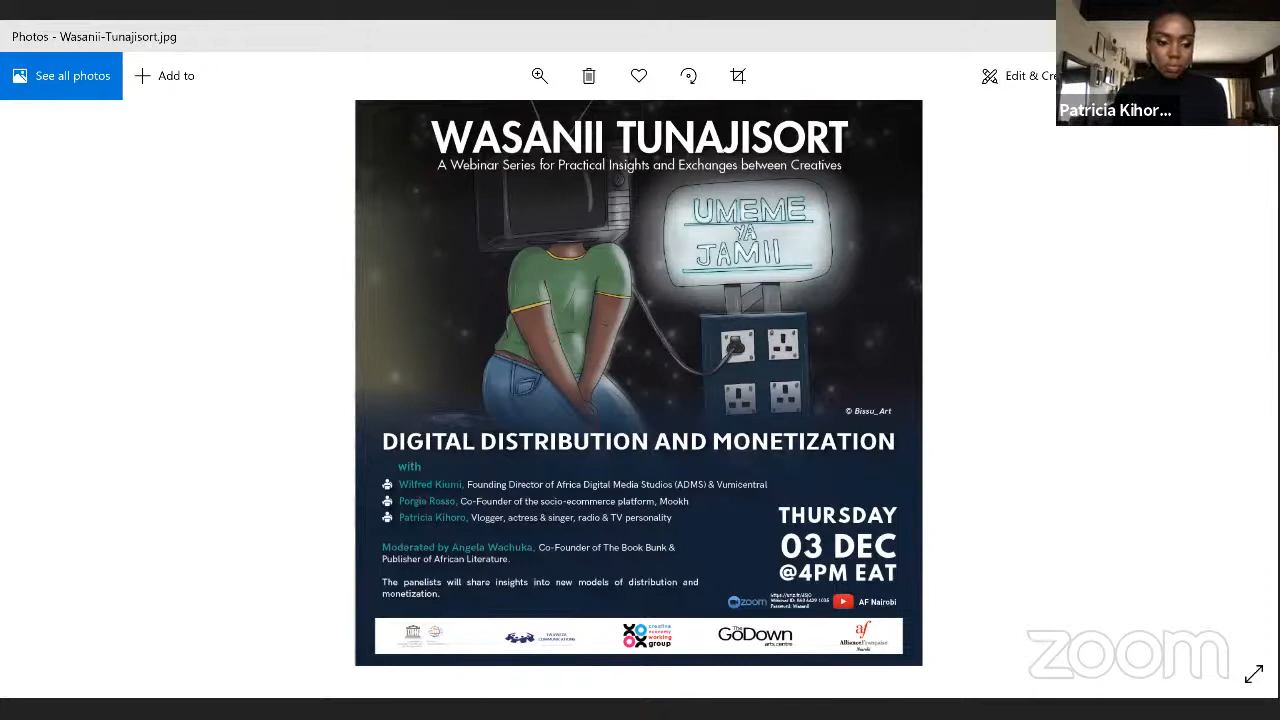 Photos - Wasanii-Tunajisort.jpg
See all photos
Add to
Edit & Cre
Patricia Kihor...
WASANII TUNAJISORT
A Webinar Series for Practical Insights and Exchanges between Creatives
UMEME
YA
JAMII
© Bissu_Art
DIGITAL DISTRIBUTION AND MONETIZATION
with
Wilfred Kiumi, Founding Director of Africa Digital Media Studios (ADMS) & Vumicentral
Porgie Rosso, Co-Founder of the socio-ecommerce platform, Mookh
Patricia Kihoro, Vlogger, actress & singer, radio & TV personality
Moderated by Angela Wachuka, Co-Founder of The Book Bunk &
Publisher of African Literature.
The panelists will share insights into new models of distribution and
monetization.
THURSDAY
03 DEC
@4PM EAT
zoom
Password: Wasanii
AF Nairobi
creative
economy
working
group
The
GoDown
arts centre
af
AllianceFrançaise
Nairobi
zoom